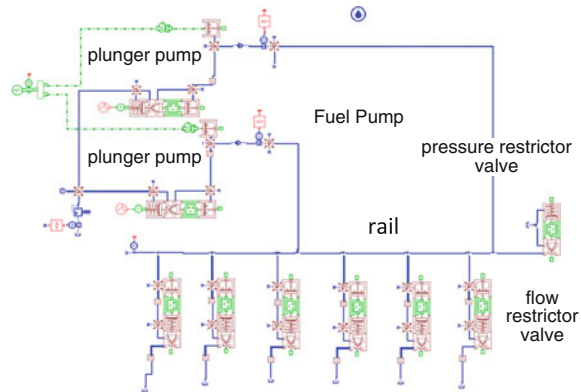 plunger pump
Fuel Pump
plunger pump
pressure restrictor
valve
rail
flow
restrictor
valve